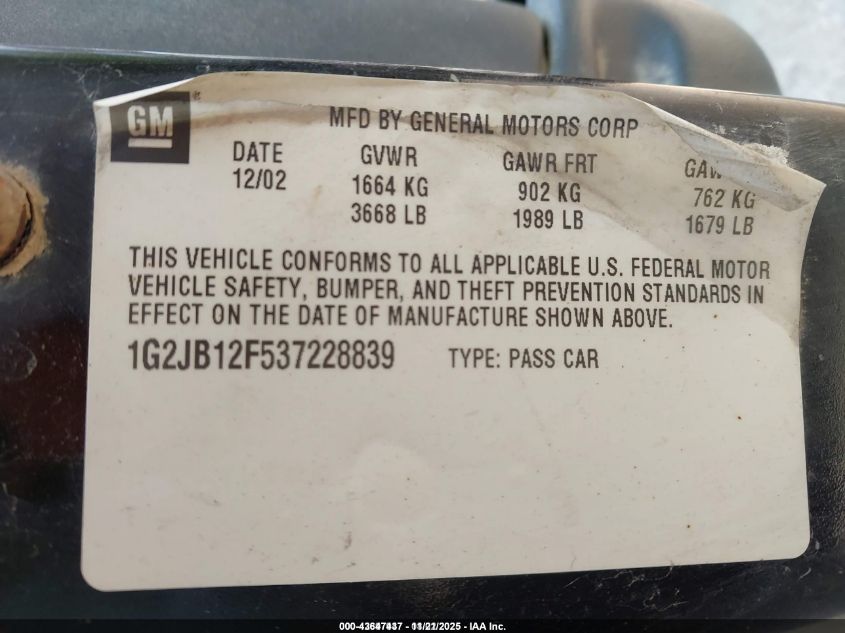 GM
MFD BY GENERAL MOTORS CORP
DATE GVWR GAWR FRT
12/02 1664 KG 902 KG 762 KG
3668 LB 1989 LB 1679 LB
THIS VEHICLE CONFORMS TO ALL APPLICABLE U.S. FEDERAL MOTOR
VEHICLE SAFETY, BUMPER, AND THEFT PREVENTION STANDARDS IN
EFFECT ON THE DATE OF MANUFACTURE SHOWN ABOVE.
1G2JB12F537228839 TYPE: PASS CAR
IAA Inc.